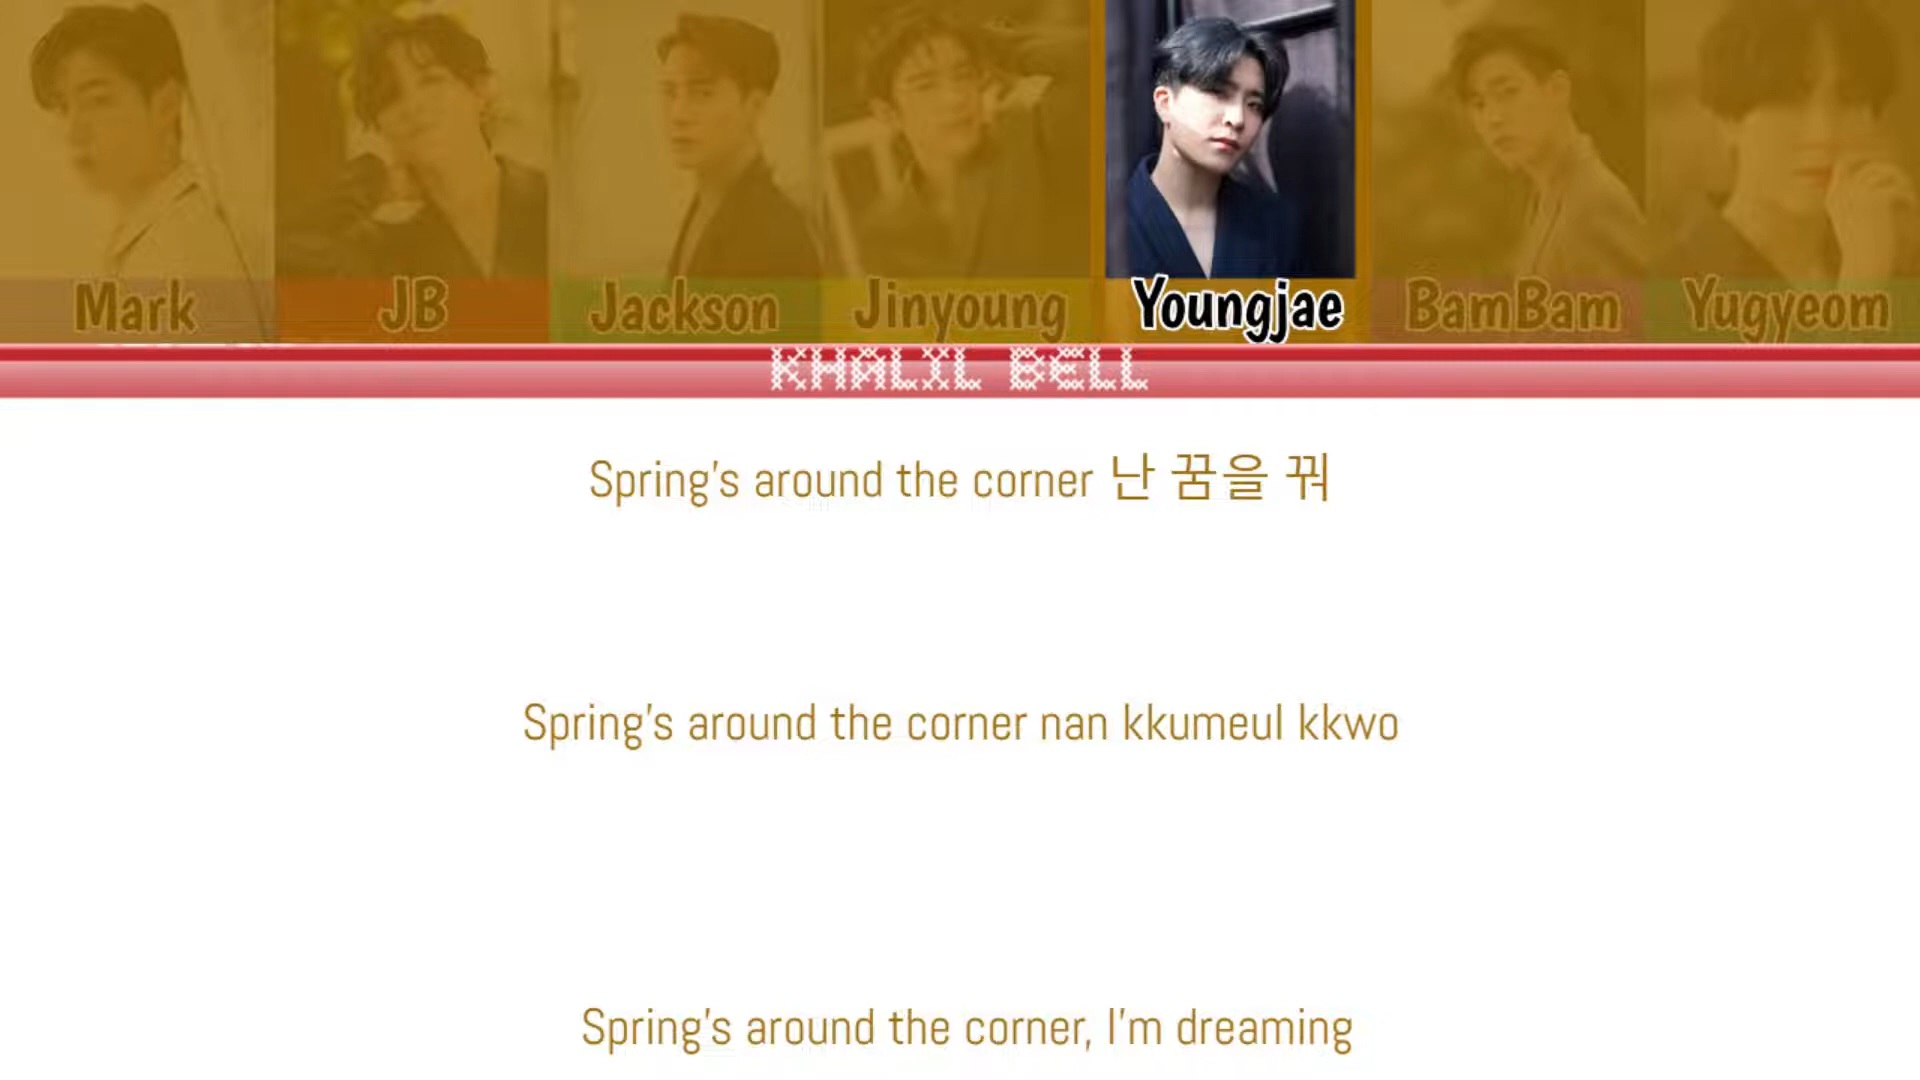 Mark JB Jackson Jinyoung Youngjae BamBam Yugyeom
KHALIL BELL
Spring's around the corner 난 꿈을 꿔
Spring's around the corner nan kkumeul kkwo
Spring's around the corner, I'm dreaming